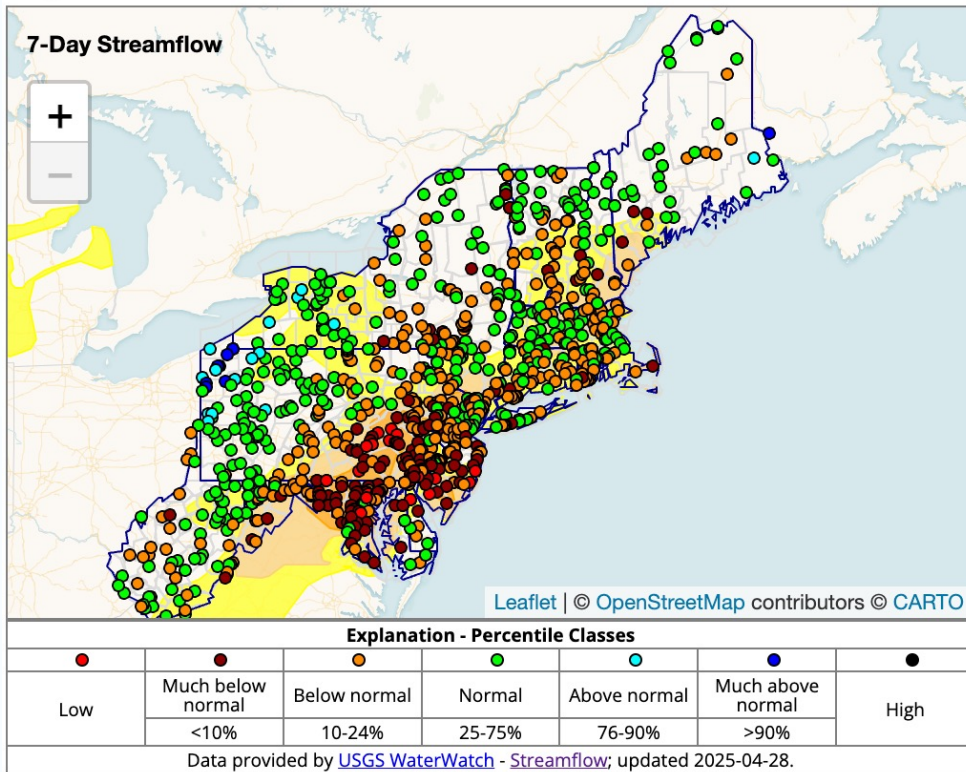 7-Day Streamflow
+
−
Leaflet | © OpenStreetMap contributors © CARTO
Explanation - Percentile Classes
Low
Much below normal
Below normal
Normal
Above normal
Much above normal
High
<10%
10-24%
25-75%
76-90%
>90%
Data provided by USGS WaterWatch - Streamflow; updated 2025-04-28.